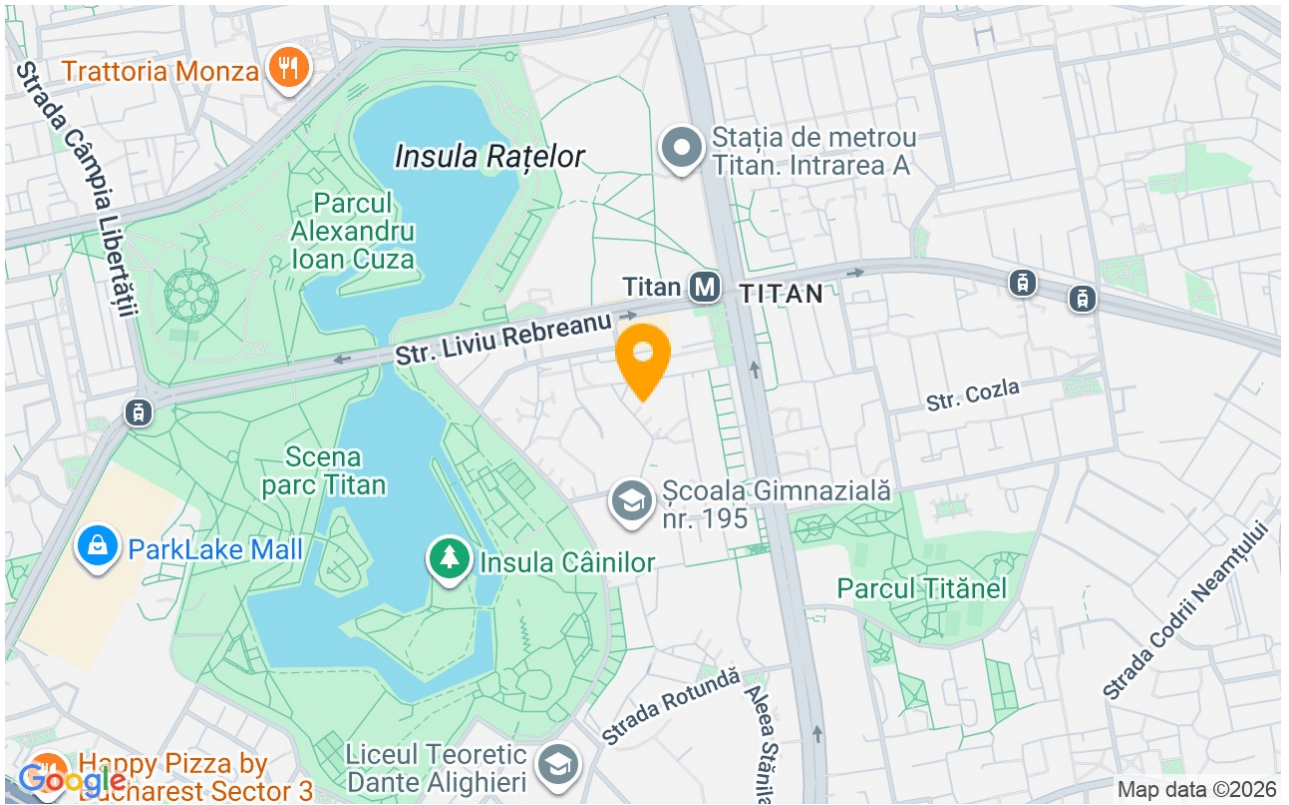 Trattoria Monza
Strada Câmpia Libertății
Insula Rațelor
Stația de metrou
Titan. Intrarea A
Parcul
Alexandru
Ioan Cuza
Titan
M
TITAN
Str. Liviu Rebreanu
Str. Cozla
Scena
parc Titan
Școala Gimnazială
nr. 195
ParkLake Mall
Insula Câinilor
Parcul Titănel
Strada Codrii Neamțului
Strada Rotundă
Aleea Stănila
Liceul Teoretic
Dante Alighieri
Happy Pizza by
Bucharest Sector 3
Google
Map data ©2026